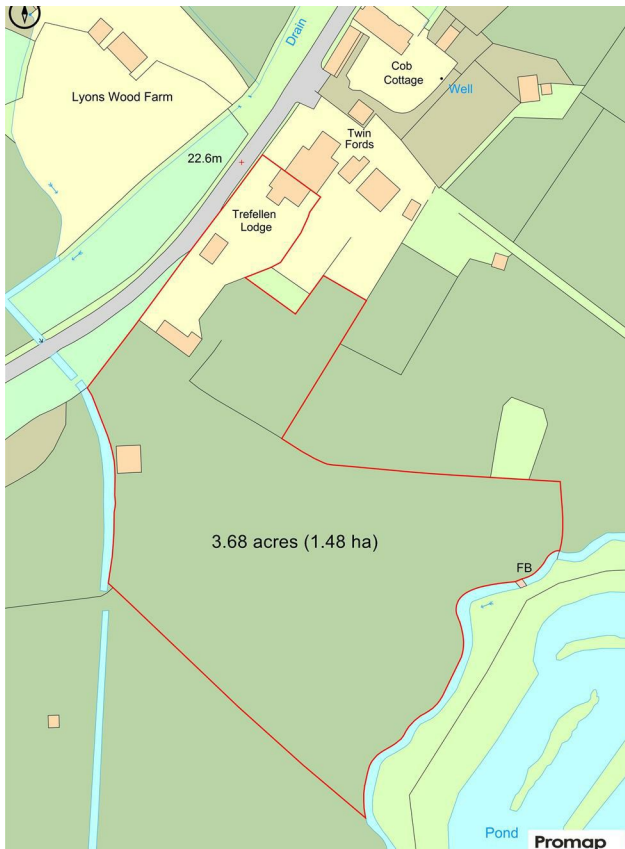 Drain
Cob
Cottage
Lyons Wood Farm
Well
Twin
Fords
22.6m
Trefellen
Lodge
3.68 acres (1.48 ha)
FB
Pond
Promap